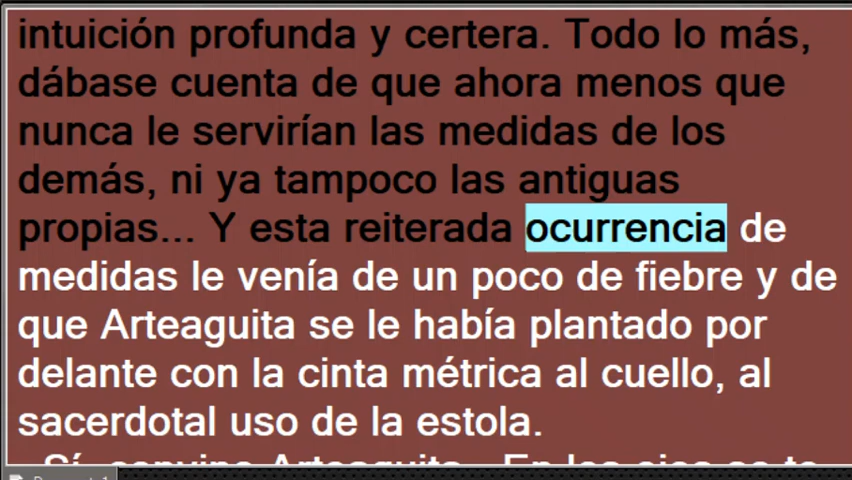 intuición profunda y certera. Todo lo más,
dábase cuenta de que ahora menos que
nunca le servirían las medidas de los
demás, ni ya tampoco las antiguas
propias... Y esta reiterada ocurrencia de
medidas le venía de un poco de fiebre y de
que Arteaguita se le había plantado por
delante con la cinta métrica al cuello, al
sacerdotal uso de la estola.